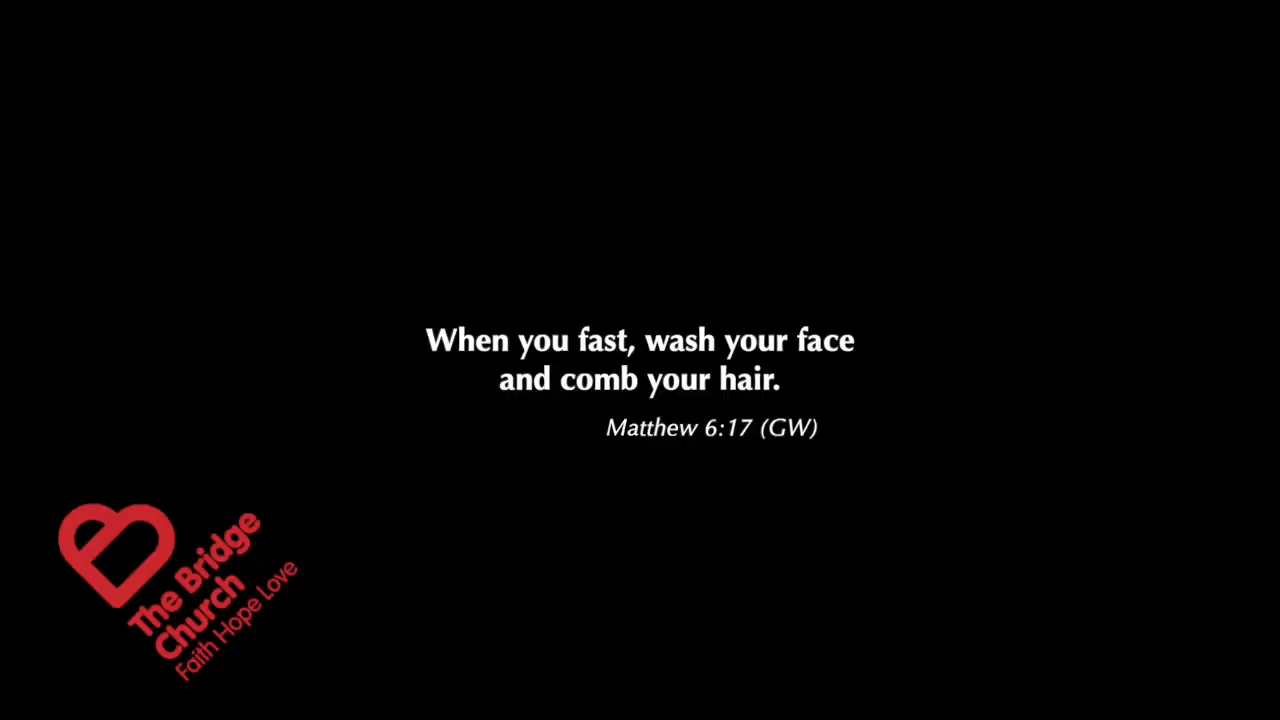 When you fast, wash your face
and comb your hair.
Matthew 6:17 (GW)
The Bridge
Church
Faith Hope Love